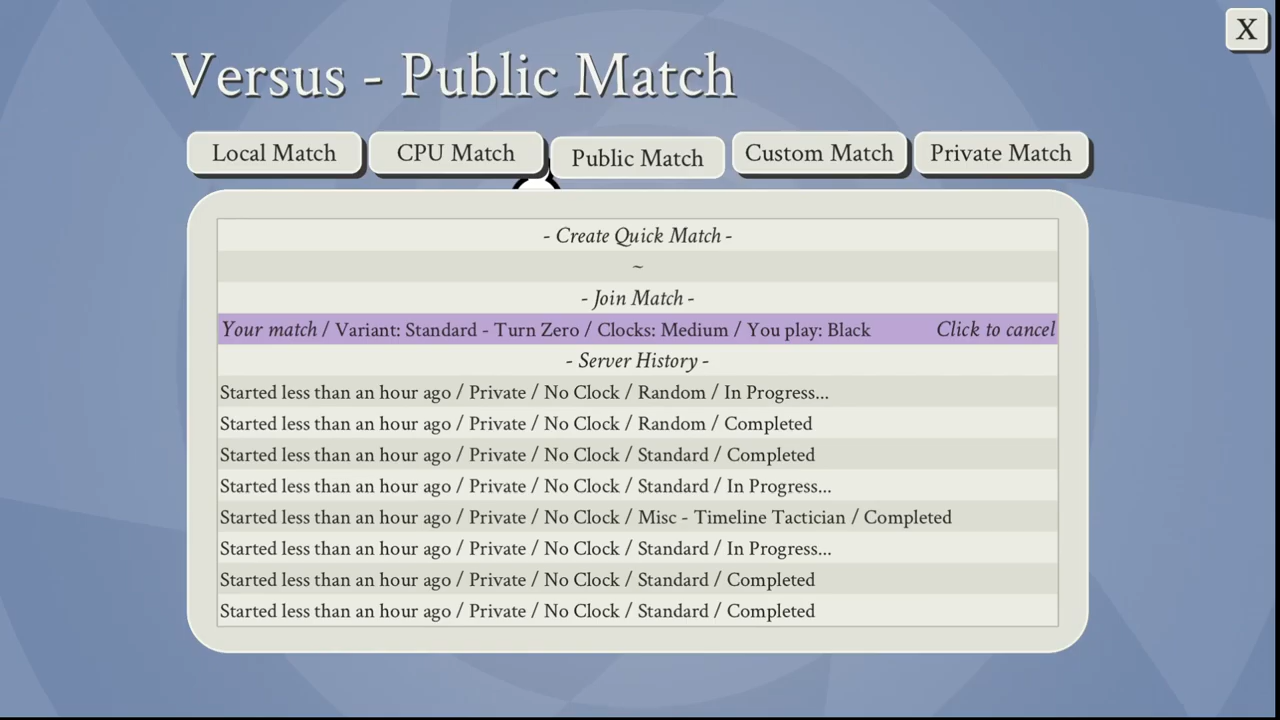 X
Versus - Public Match
Local Match
CPU Match
Public Match
Custom Match
Private Match
- Create Quick Match -
~
- Join Match -
Your match / Variant: Standard - Turn Zero / Clocks: Medium / You play: Black Click to cancel
- Server History -
Started less than an hour ago / Private / No Clock / Random / In Progress...
Started less than an hour ago / Private / No Clock / Random / Completed
Started less than an hour ago / Private / No Clock / Standard / Completed
Started less than an hour ago / Private / No Clock / Standard / In Progress...
Started less than an hour ago / Private / No Clock / Misc - Timeline Tactician / Completed
Started less than an hour ago / Private / No Clock / Standard / In Progress...
Started less than an hour ago / Private / No Clock / Standard / Completed
Started less than an hour ago / Private / No Clock / Standard / Completed